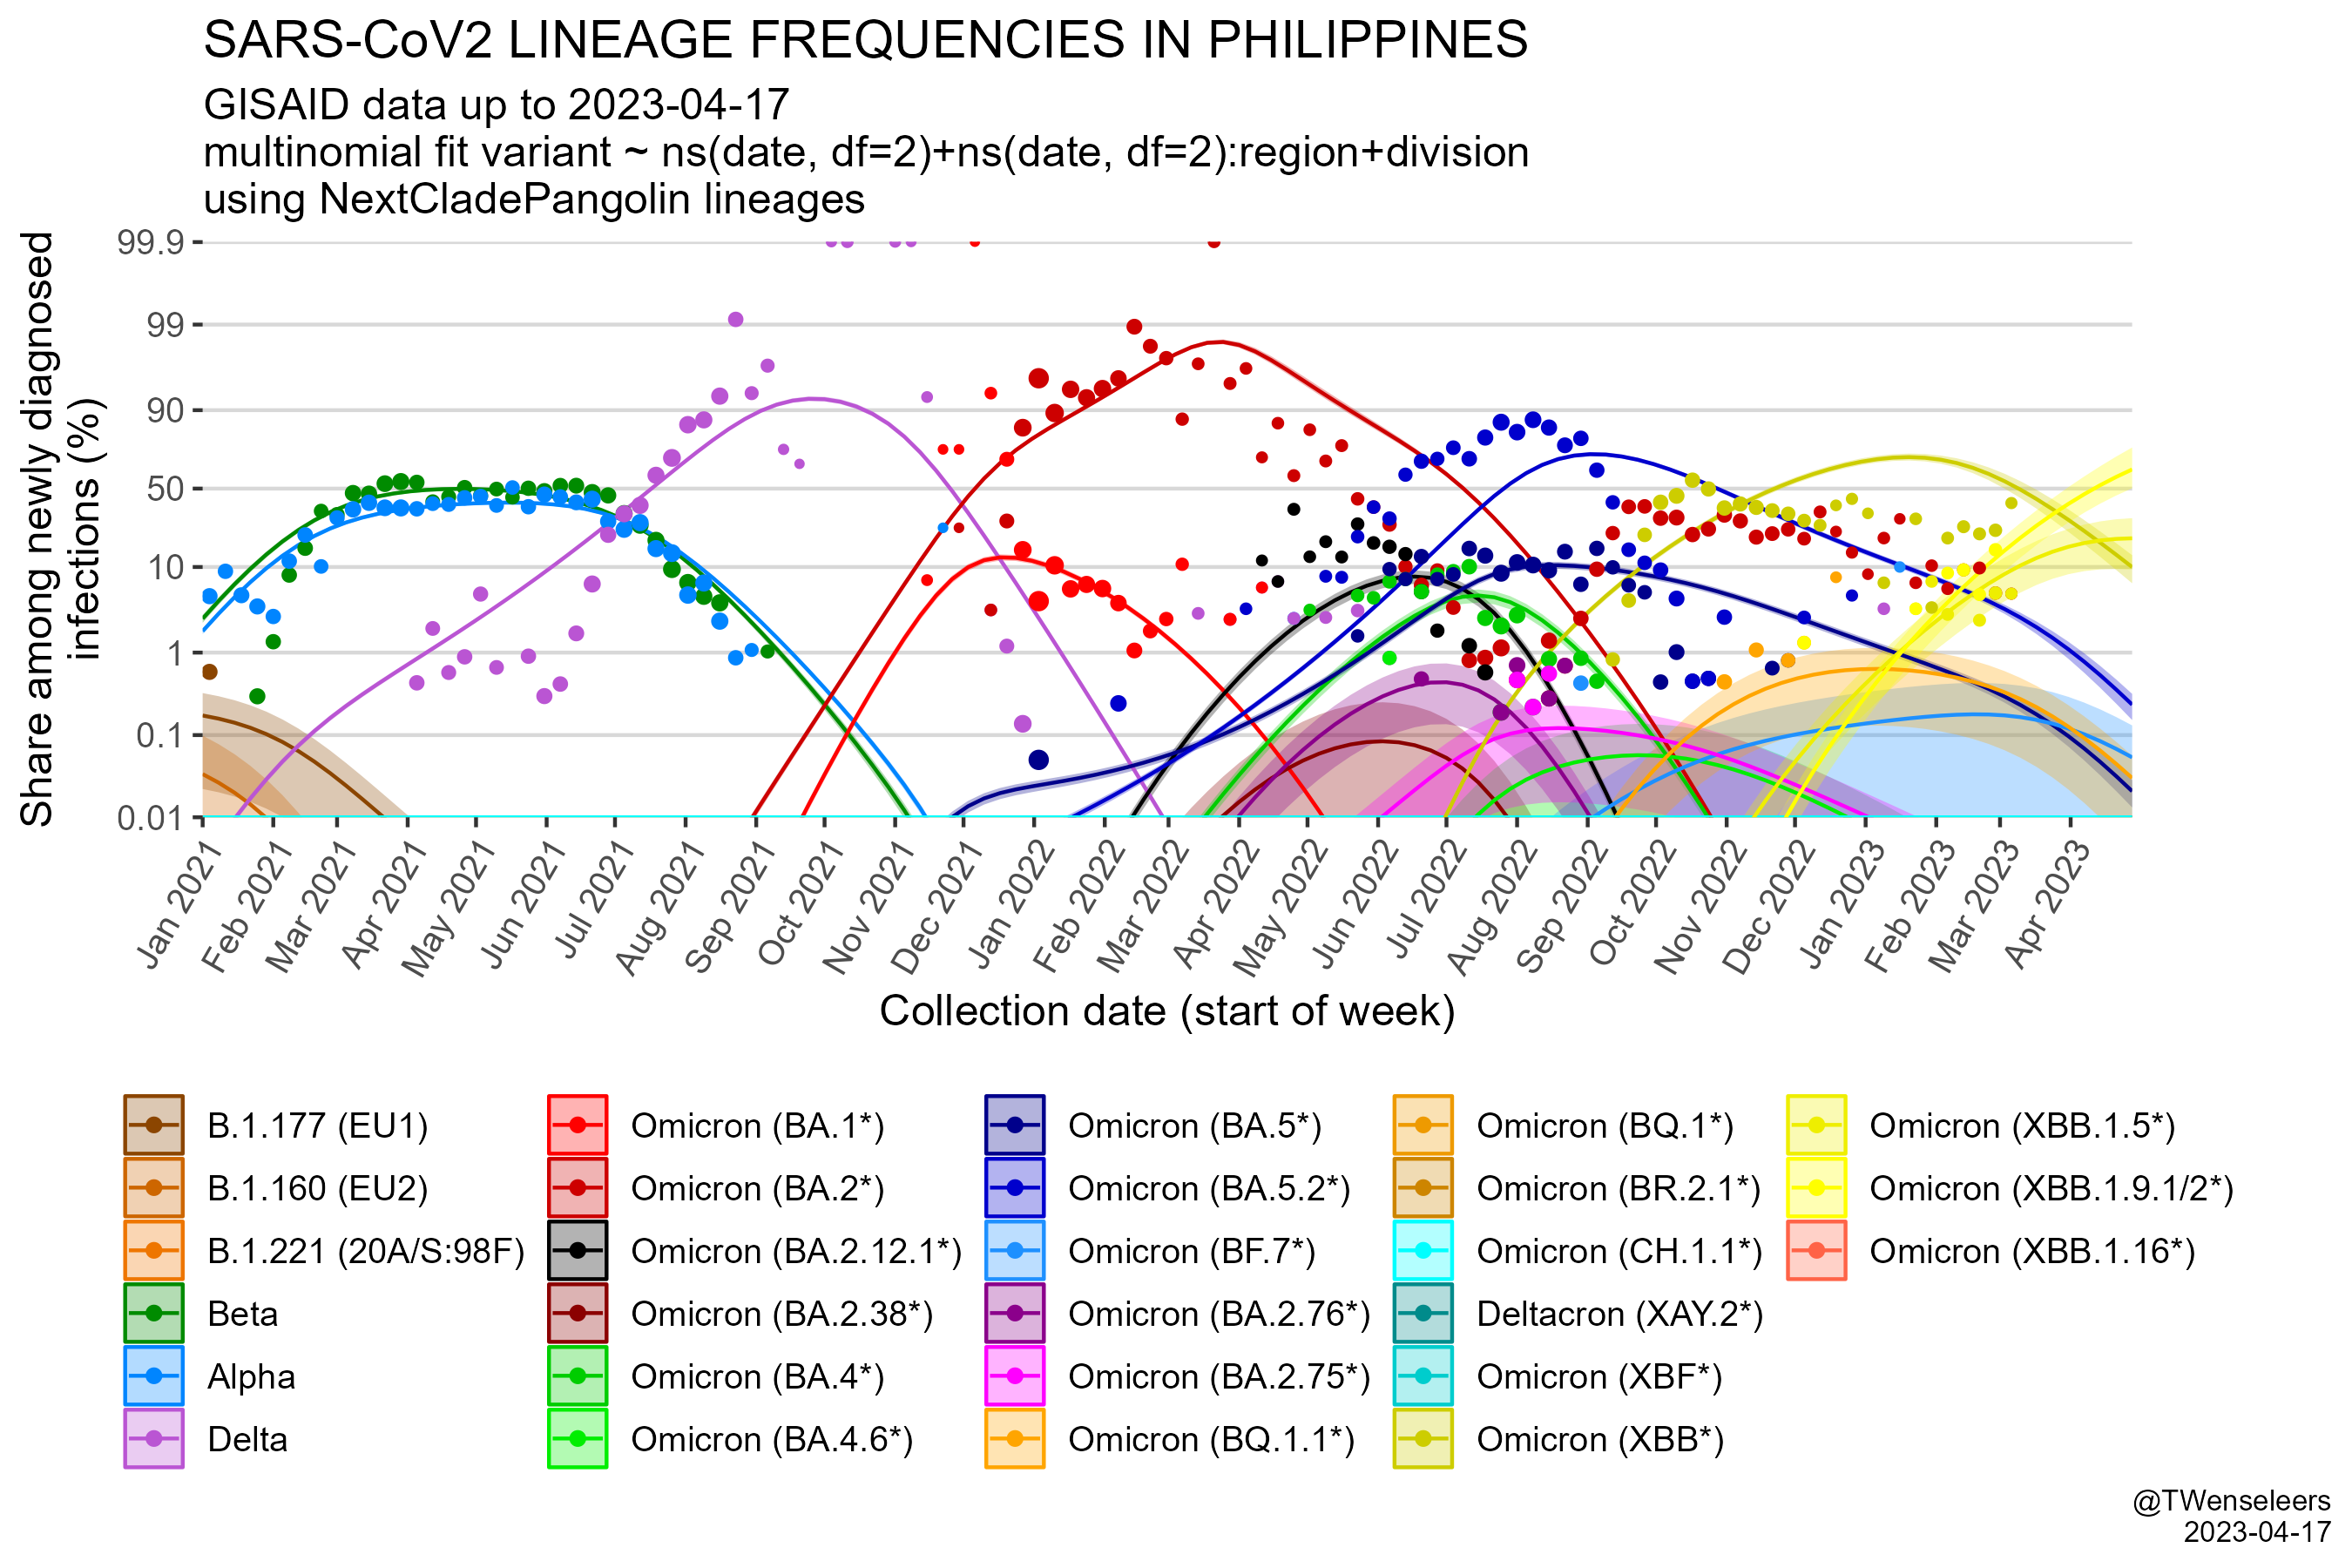 SARS-CoV2 LINEAGE FREQUENCIES IN PHILIPPINES
GISAID data up to 2023-04-17
multinomial fit variant ~ ns(date, df=2)+ns(date, df=2):region+division
using NextCladePangolin lineages
Share among newly diagnosed
infections (%)
99.9
99
90
50
10
1
0.1
0.01
Jan 2021
Feb 2021
Mar 2021
Apr 2021
May 2021
Jun 2021
Jul 2021
Aug 2021
Sep 2021
Oct 2021
Nov 2021
Dec 2021
Jan 2022
Feb 2022
Mar 2022
Apr 2022
May 2022
Jun 2022
Jul 2022
Aug 2022
Sep 2022
Oct 2022
Nov 2022
Dec 2022
Jan 2023
Feb 2023
Mar 2023
Apr 2023
Collection date (start of week)
B.1.177 (EU1)
B.1.160 (EU2)
B.1.221 (20A/S:98F)
Beta
Alpha
Delta
Omicron (BA.1*)
Omicron (BA.2*)
Omicron (BA.2.12.1*)
Omicron (BA.2.38*)
Omicron (BA.4*)
Omicron (BA.4.6*)
Omicron (BA.5*)
Omicron (BA.5.2*)
Omicron (BF.7*)
Omicron (BA.2.76*)
Omicron (BA.2.75*)
Omicron (BQ.1.1*)
Omicron (BQ.1*)
Omicron (BR.2.1*)
Omicron (CH.1.1*)
Deltacron (XAY.2*)
Omicron (XBF*)
Omicron (XBB*)
Omicron (XBB.1.5*)
Omicron (XBB.1.9.1/2*)
Omicron (XBB.1.16*)
@TWenseleers
2023-04-17